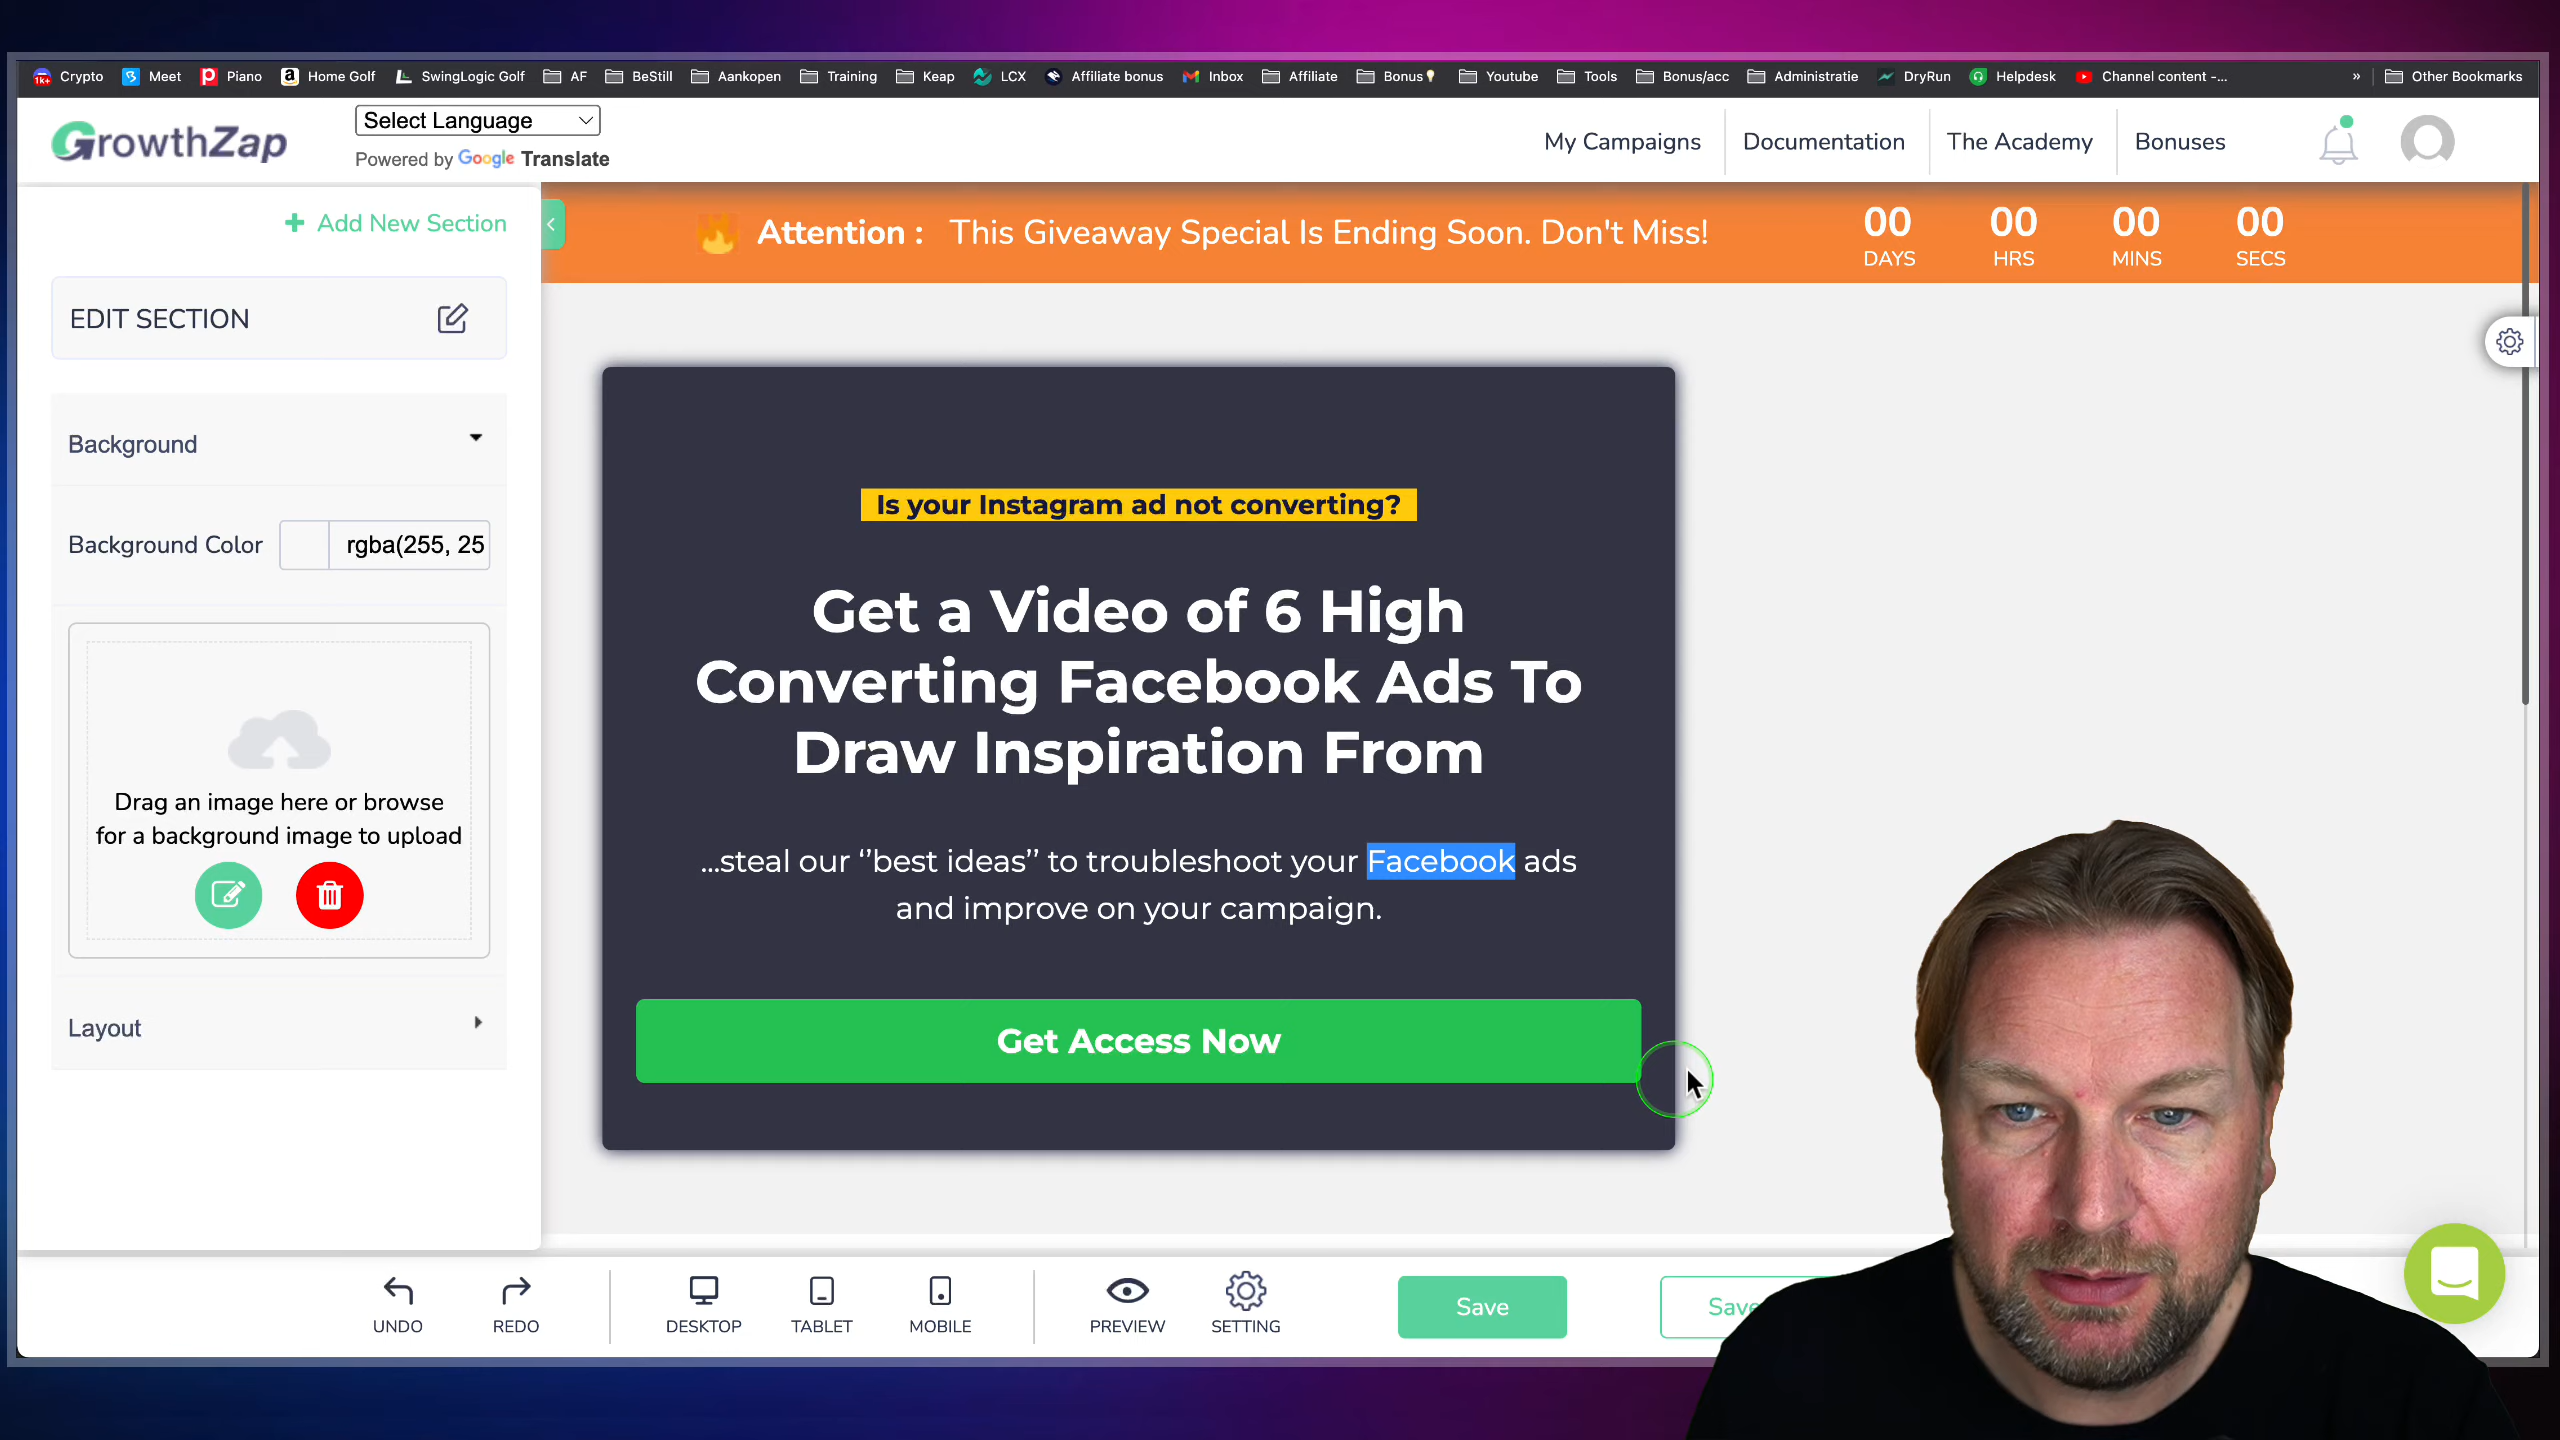 Crypto Meet Piano Home Golf SwingLogic Golf AF BeStill Aankopen Training Keap LCX Affiliate bonus Inbox Affiliate Bonus Youtube Tools Bonus/acc Administratie DryRun Helpdesk Channel content -... » Other Bookmarks
GrowthZap
Select Language
Powered by Google Translate
My Campaigns Documentation The Academy Bonuses
+ Add New Section
EDIT SECTION
Background
Background Color rgba(255, 25
Drag an image here or browse
for a background image to upload
Layout
Attention : This Giveaway Special Is Ending Soon. Don't Miss!
00 00 00 00
DAYS HRS MINS SECS
Is your Instagram ad not converting?
Get a Video of 6 High
Converting Facebook Ads To
Draw Inspiration From
...steal our ‘’best ideas’’ to troubleshoot your Facebook ads
and improve on your campaign.
Get Access Now
UNDO REDO DESKTOP TABLET MOBILE PREVIEW SETTING Save